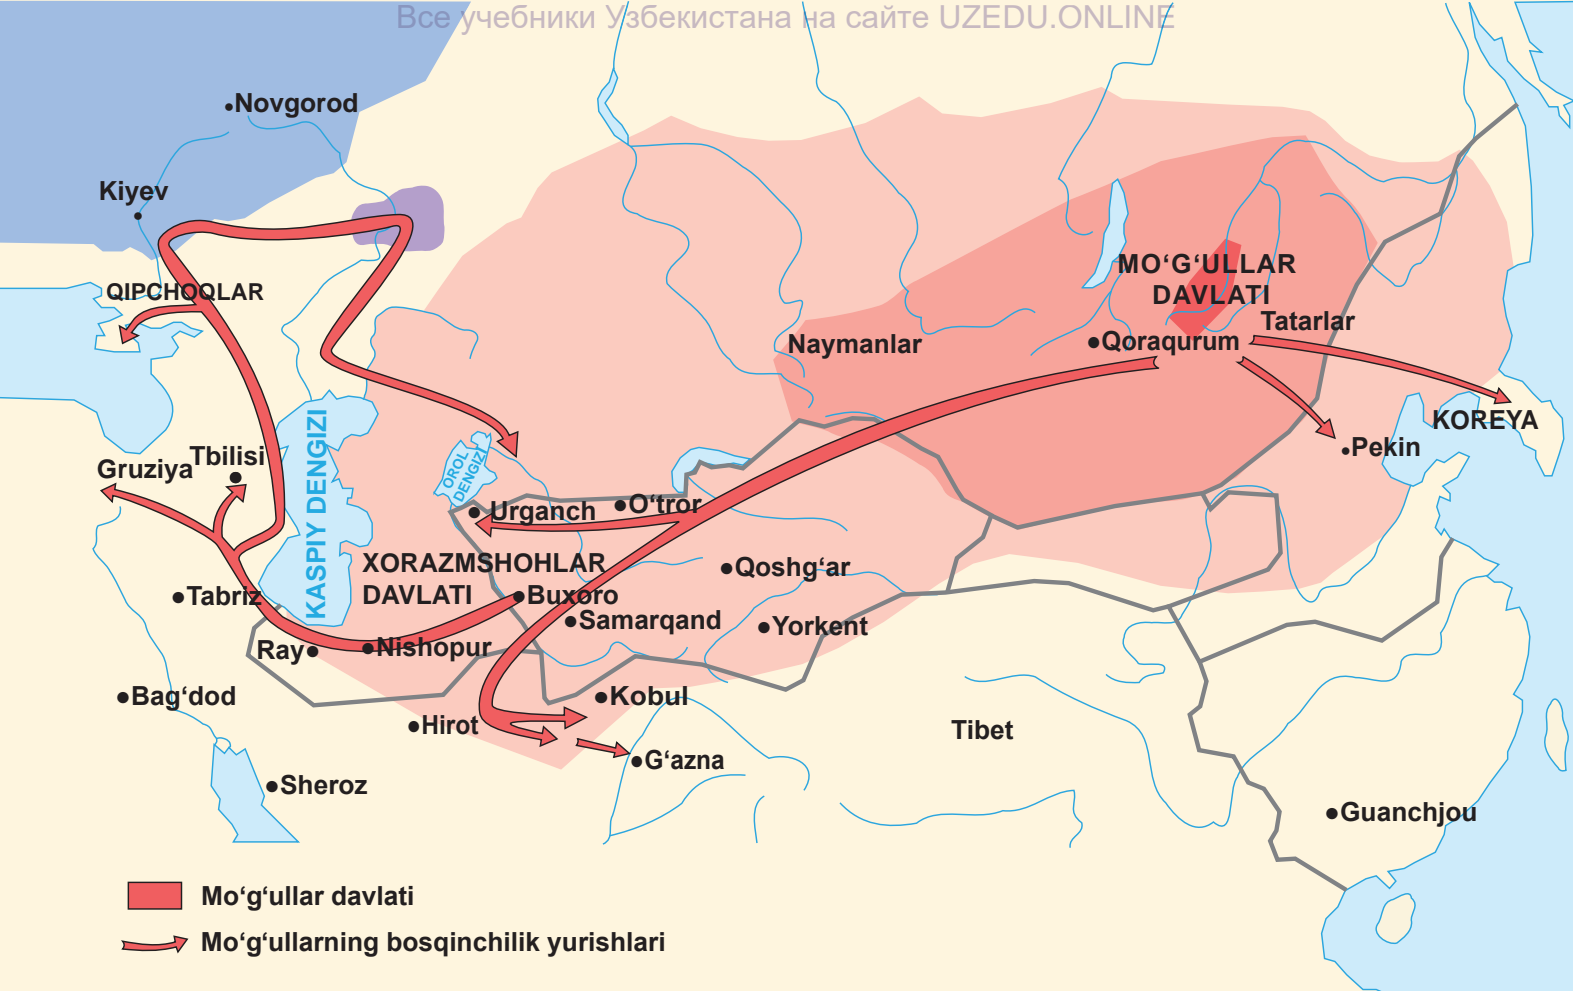 Все учебники Узбекистана на сайте UZEDU.ONLINE
Novgorod
Kiyev
QIPCHOQLAR
MO‘G‘ULLAR
DAVLATI
Tatarlar
Naymanlar
Qoraqurum
KOREYA
Pekin
Tbilisi
Gruziya
KASPIY DENGIZI
OROL
DENGIZI
Urganch
O‘tror
XORAZMSHOHLAR
DAVLATI
Qoshg‘ar
Tabriz
Buxoro
Samarqand
Yorkent
Ray
Nishopur
Bag‘dod
Kobul
Hirot
Tibet
G‘azna
Sheroz
Guanchjou
Mo‘g‘ullar davlati
Mo‘g‘ullarning bosqinchilik yurishlari